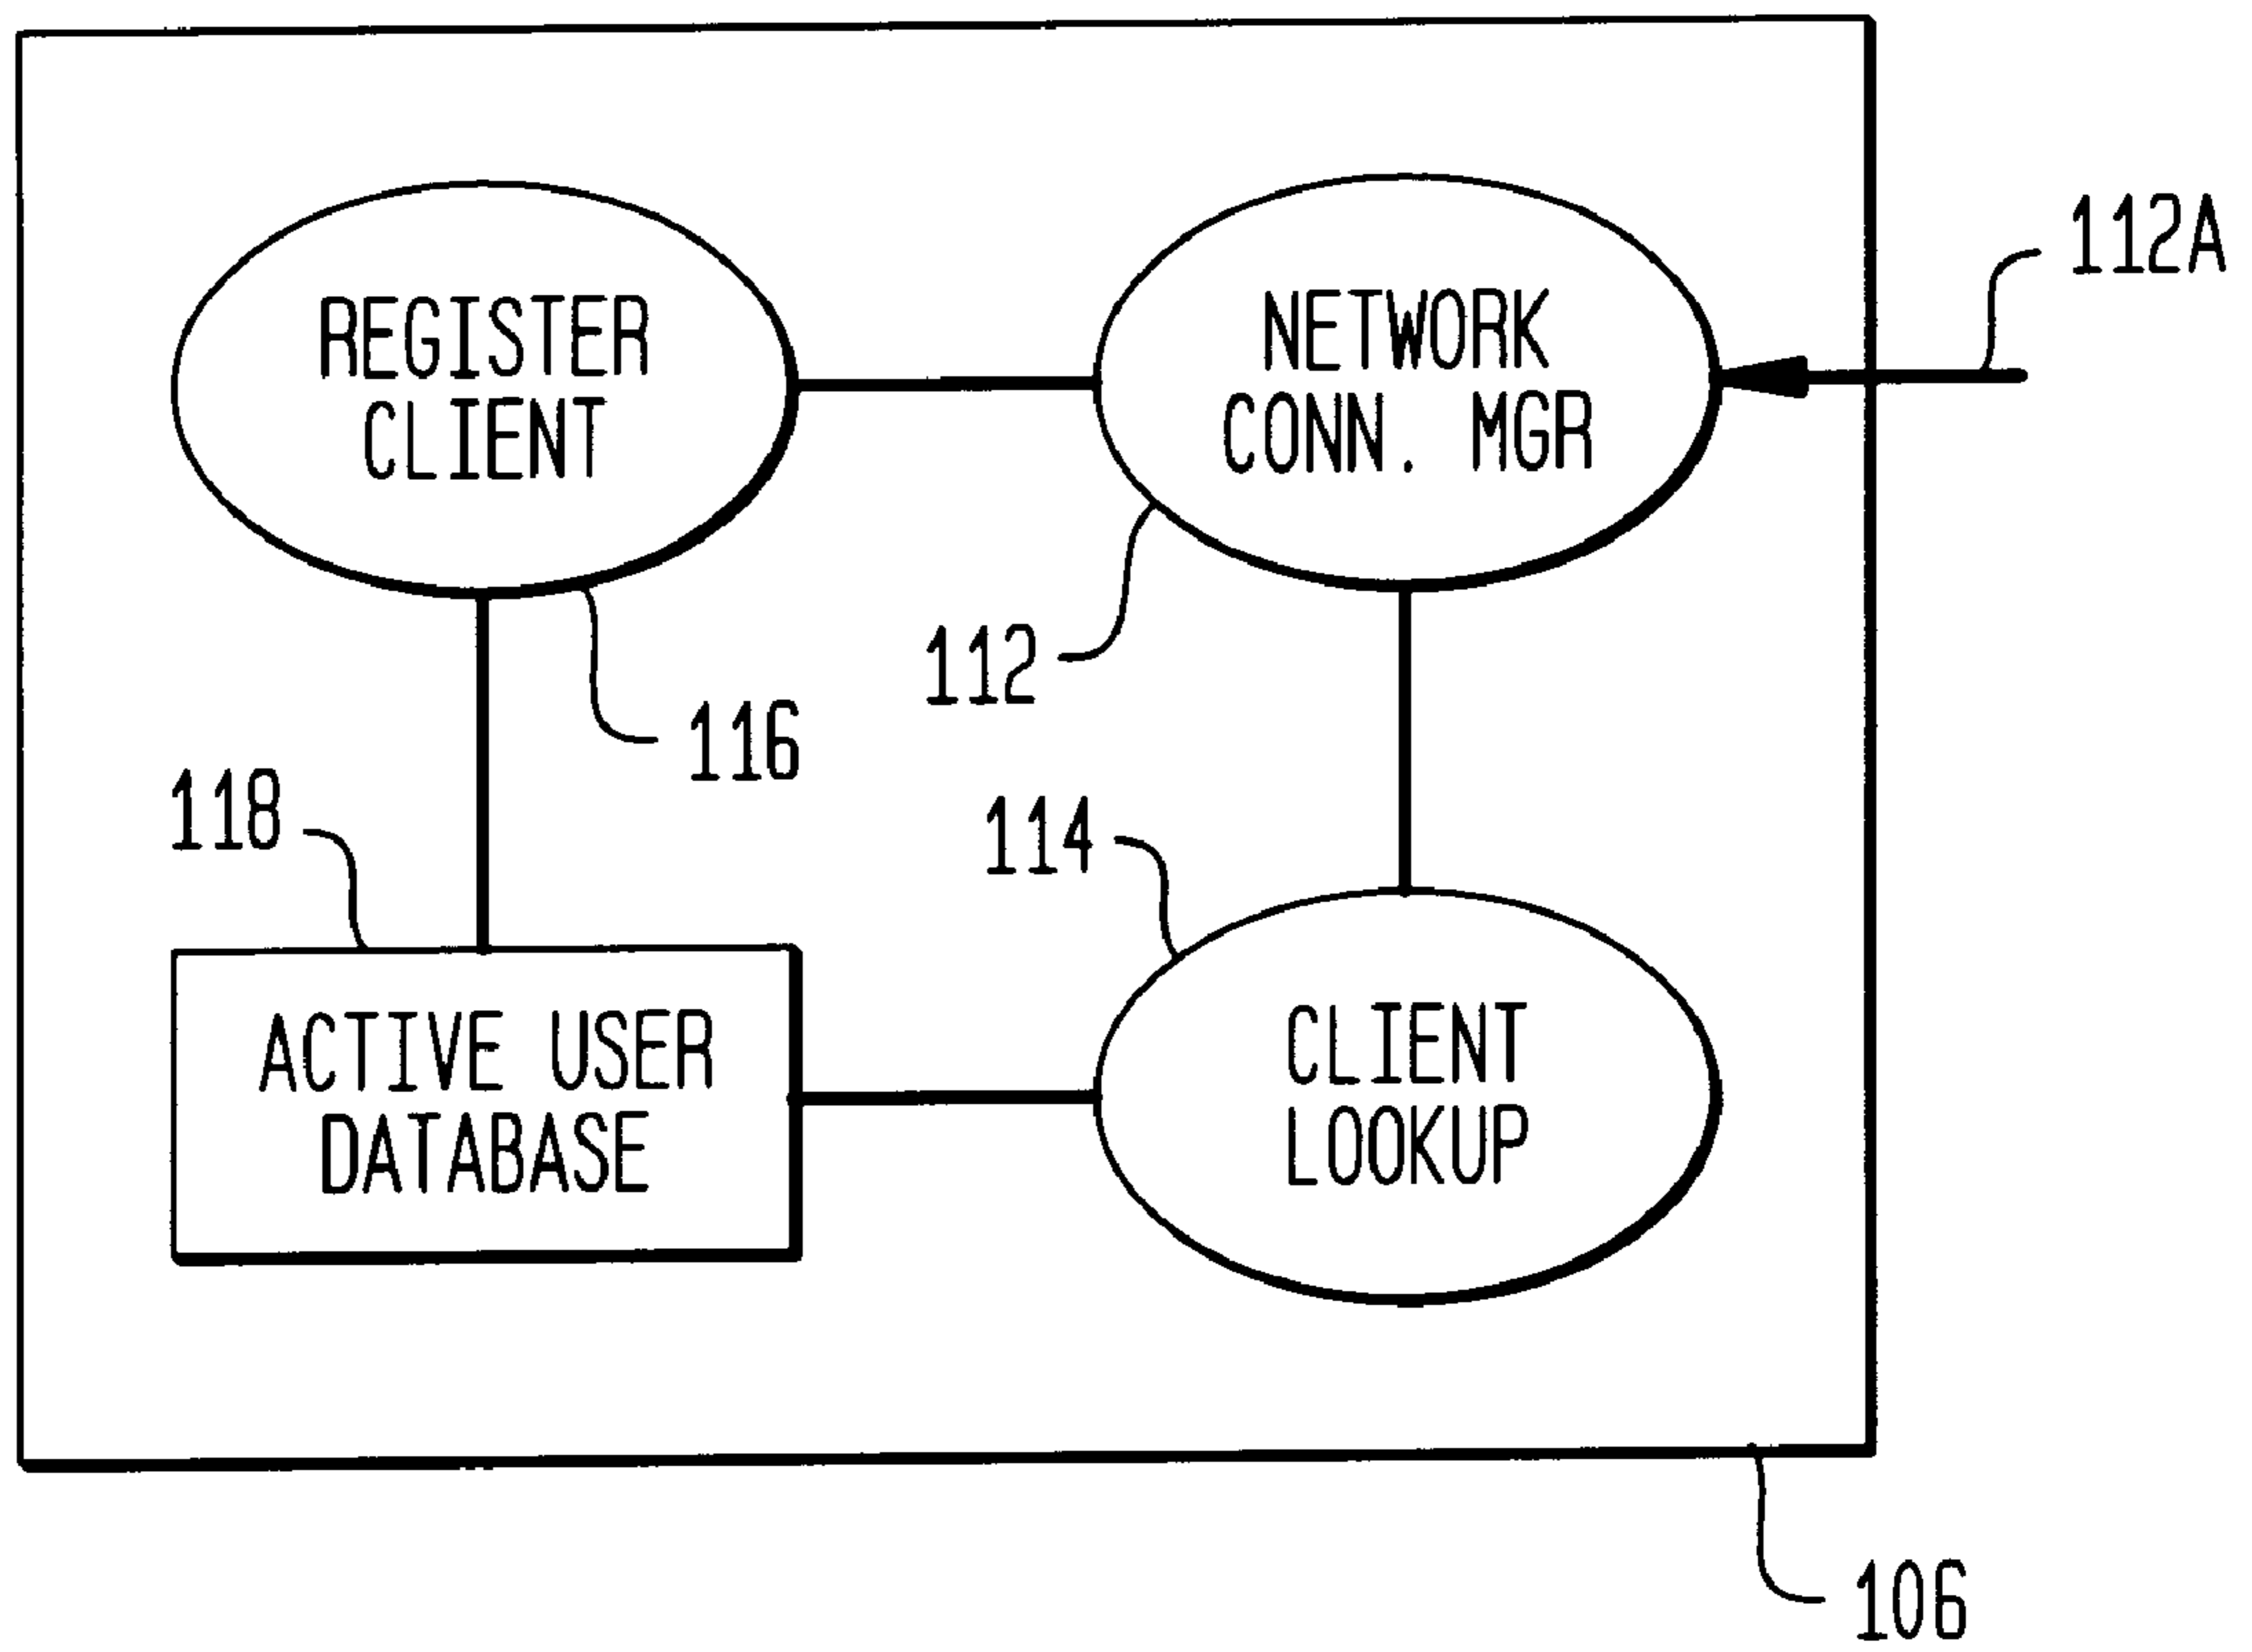 112A
REGISTER
CLIENT
NETWORK
CONN. MGR
112
116
118
114
ACTIVE USER
DATABASE
CLIENT
LOOKUP
106